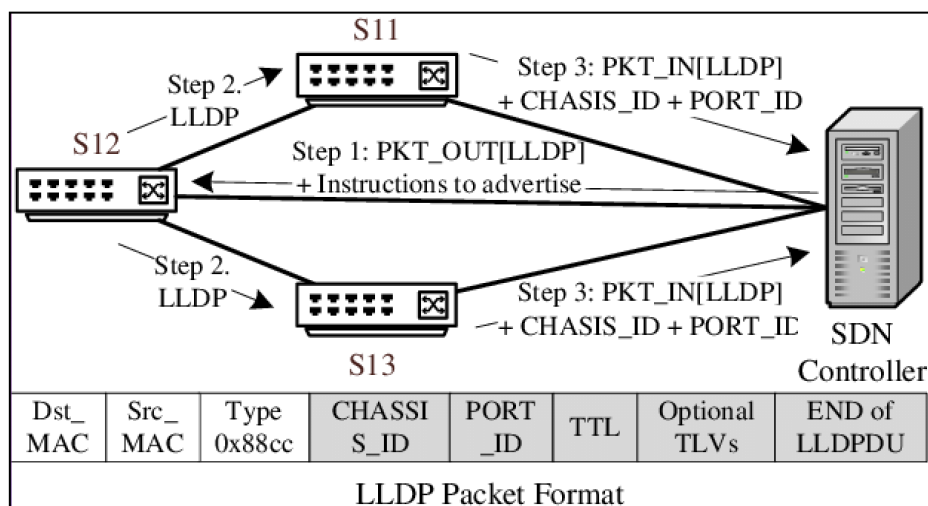 S11
Step 2.
LLDP
Step 3: PKT_IN[LLDP]
+ CHASIS_ID + PORT_ID
S12
Step 1: PKT_OUT[LLDP]
+ Instructions to advertise
Step 2.
LLDP
Step 3: PKT_IN[LLDP]
+ CHASIS_ID + PORT_ID
S13
SDN
Controller
Dst_
MAC
Src_
MAC
Type
0x88cc
CHASSI
S_ID
PORT
_ID
TTL
Optional
TLVs
END of
LLDPDU
LLDP Packet Format